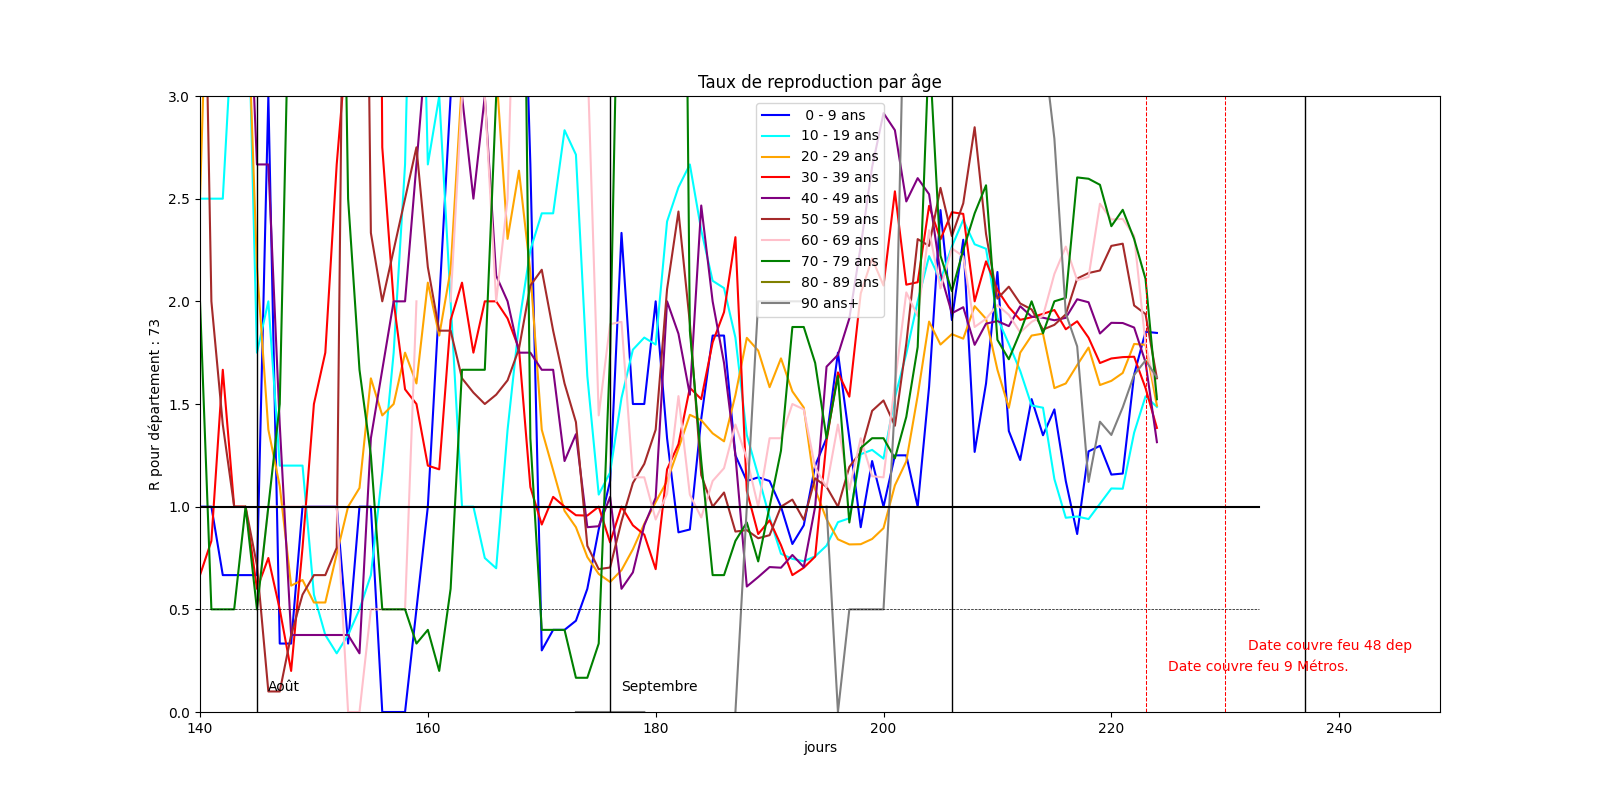 Taux de reproduction par âge
3.0
2.5
2.0
1.5
1.0
0.5
0.0
R pour département : 73
0 - 9 ans
10 - 19 ans
20 - 29 ans
30 - 39 ans
40 - 49 ans
50 - 59 ans
60 - 69 ans
70 - 79 ans
80 - 89 ans
90 ans+
Date couvre feu 48 dep
Date couvre feu 9 Métros.
Août
Septembre
140
160
180
200
220
240
jours